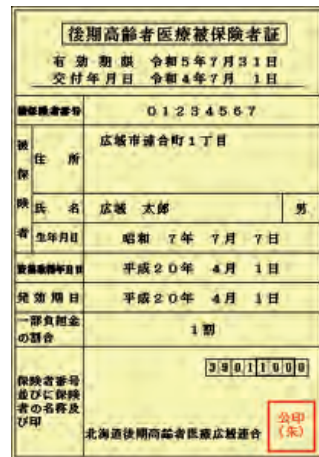 後期高齢者医療被保険者証
有効期限 令和5年7月31日
交付年月日 令和4年7月 1日
被保険者番号 01234567
被保険者
住所 広域市連合町1丁目
氏名 広域 太郎 男
生年月日 昭和 7年 7月 7日
資格取得年月日 平成20年 4月 1日
発効期日 平成20年 4月 1日
一部負担金
の割合
1割
保険者番号
並びに保険
者の名称及
び印
39011000
北海道後期高齢者医療広域連合
公印
(朱)